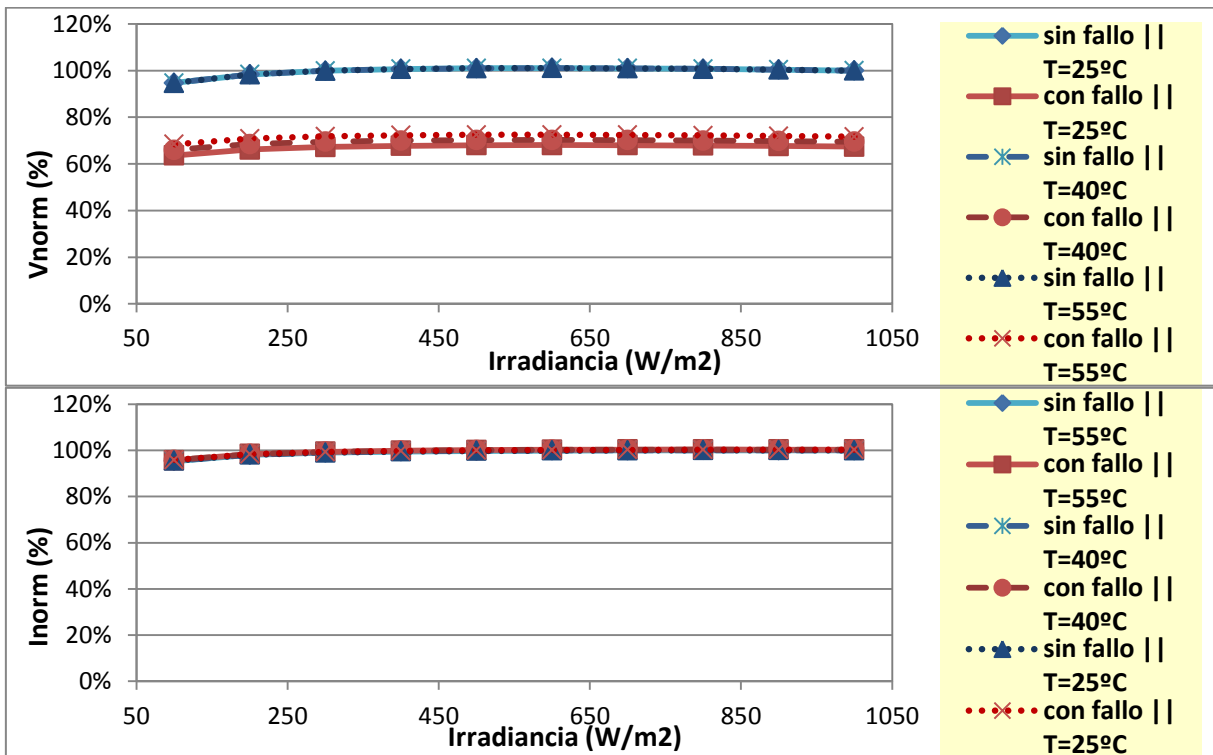 120%
100%
80%
60%
40%
20%
0%
Vnorm (%)
50
250
450
650
850
1050
Irradiancia (W/m2)
sin fallo ||
T=25ºC
con fallo ||
T=25ºC
sin fallo ||
T=40ºC
con fallo ||
T=40ºC
sin fallo ||
T=55ºC
con fallo ||
T=55ºC
120%
100%
80%
60%
40%
20%
0%
Inorm (%)
50
250
450
650
850
1050
Irradiancia (W/m2)
sin fallo ||
T=55ºC
con fallo ||
T=55ºC
sin fallo ||
T=40ºC
con fallo ||
T=40ºC
sin fallo ||
T=25ºC
con fallo ||
T=25ºC